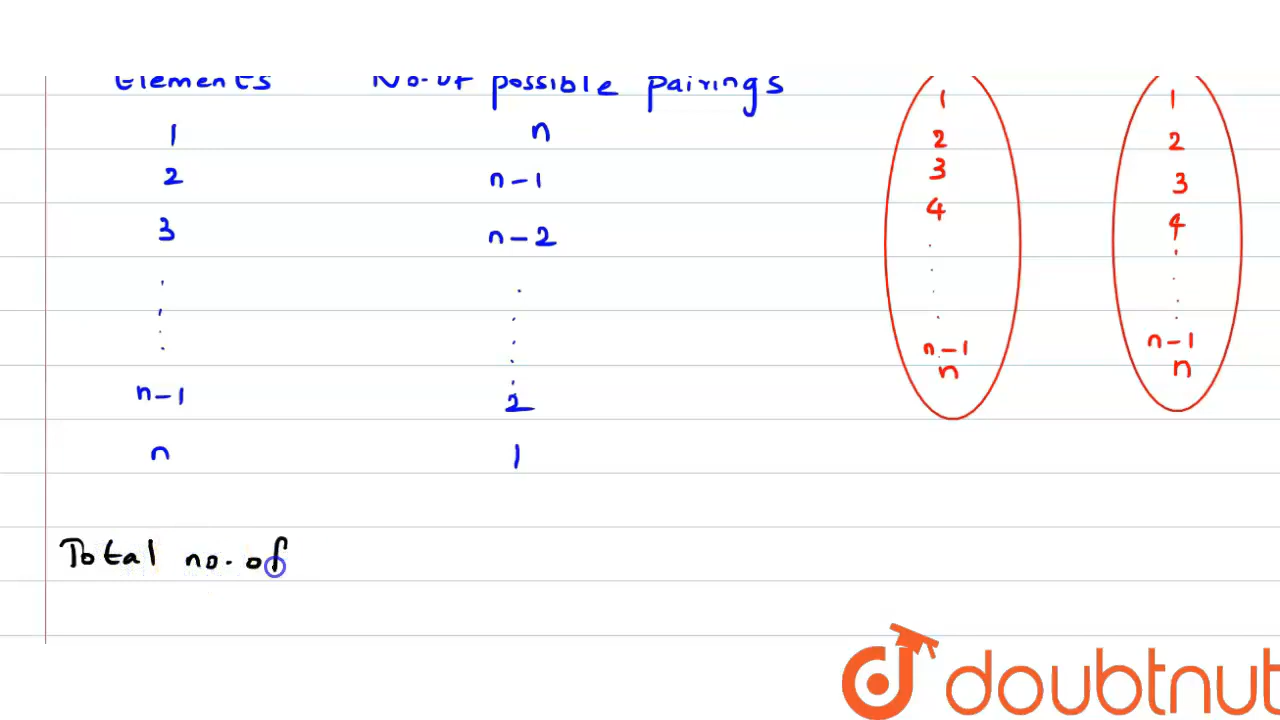 Elements No. of possible pairings
1 n
2 n-1
3 n-2
n-1 2
n 1
Total no. of
1
2
3
4
n-1
n
1
2
3
4
n-1
n
doubtnut